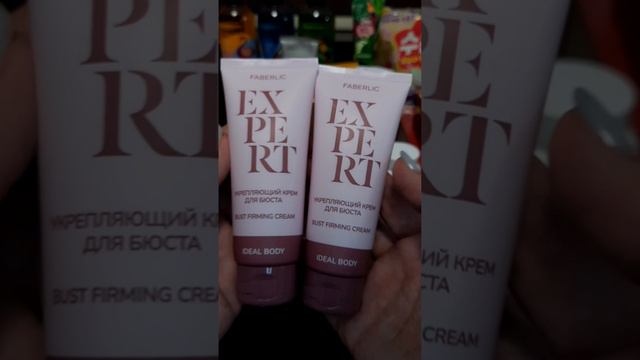 FABERLIC
EX
PE
RT
УКРЕПЛЯЮЩИЙ КРЕМ
ДЛЯ БЮСТА
BUST FIRMING CREAM
IDEAL BODY
FABERLIC
EX
PE
RT
УКРЕПЛЯЮЩИЙ КРЕМ
ДЛЯ БЮСТА
BUST FIRMING CREAM
IDEAL BODY